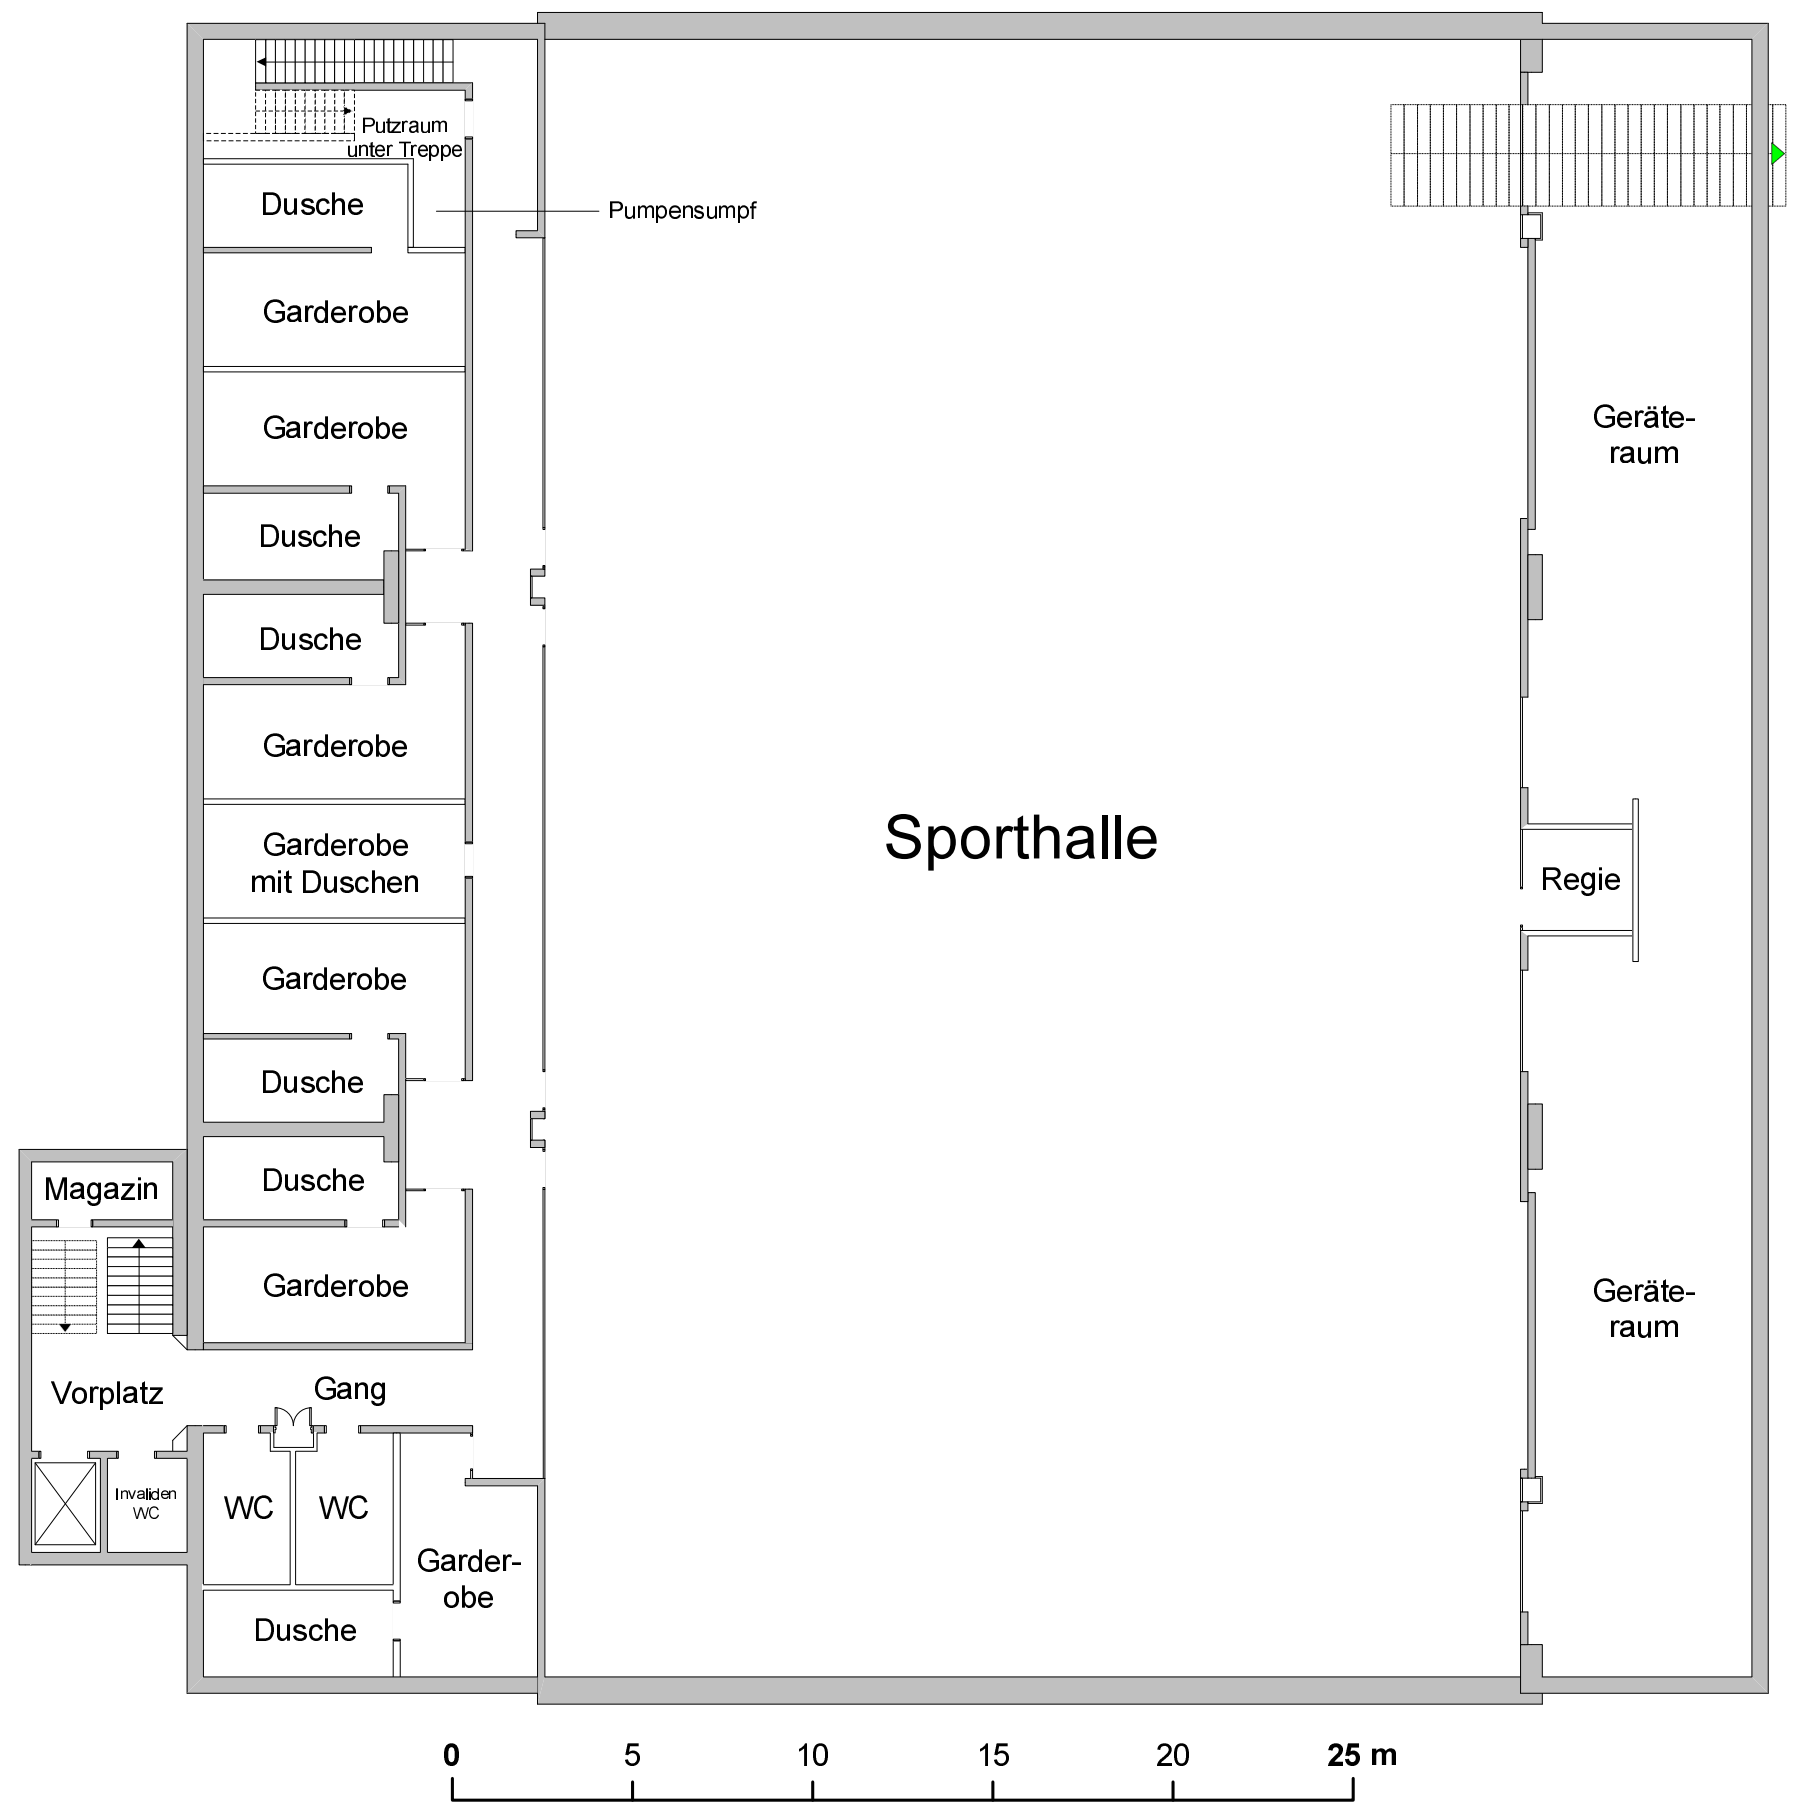 Putzraum
unter Treppe
Dusche
Pumpensumpf
Garderobe
Garderobe
Geräte-
raum
Dusche
Dusche
Garderobe
Sporthalle
Garderobe
mit Duschen
Regie
Garderobe
Dusche
Dusche
Magazin
Garderobe
Geräte-
raum
Vorplatz
Gang
Invaliden
WC
WC
WC
Garder-
obe
Dusche
0 5 10 15 20 25 m